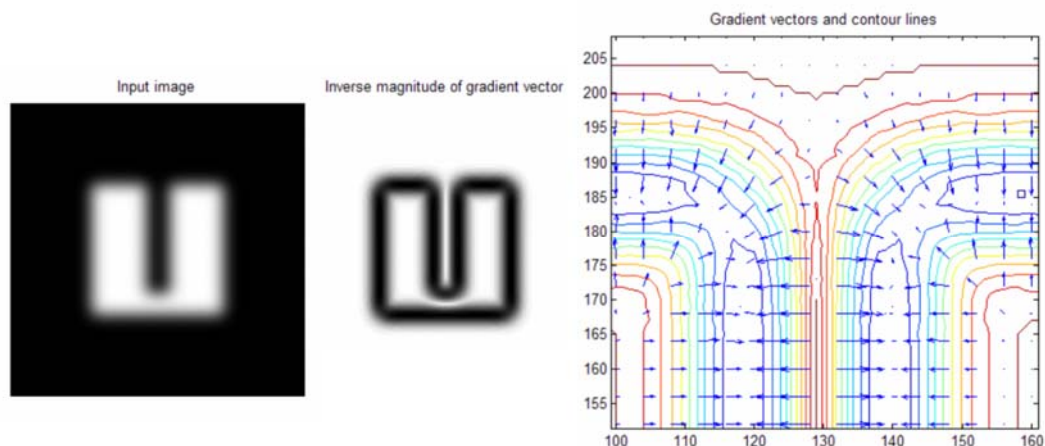 Input image
Inverse magnitude of gradient vector
Gradient vectors and contour lines
205
200
195
190
185
180
175
170
165
160
155
100 110 120 130 140 150 160